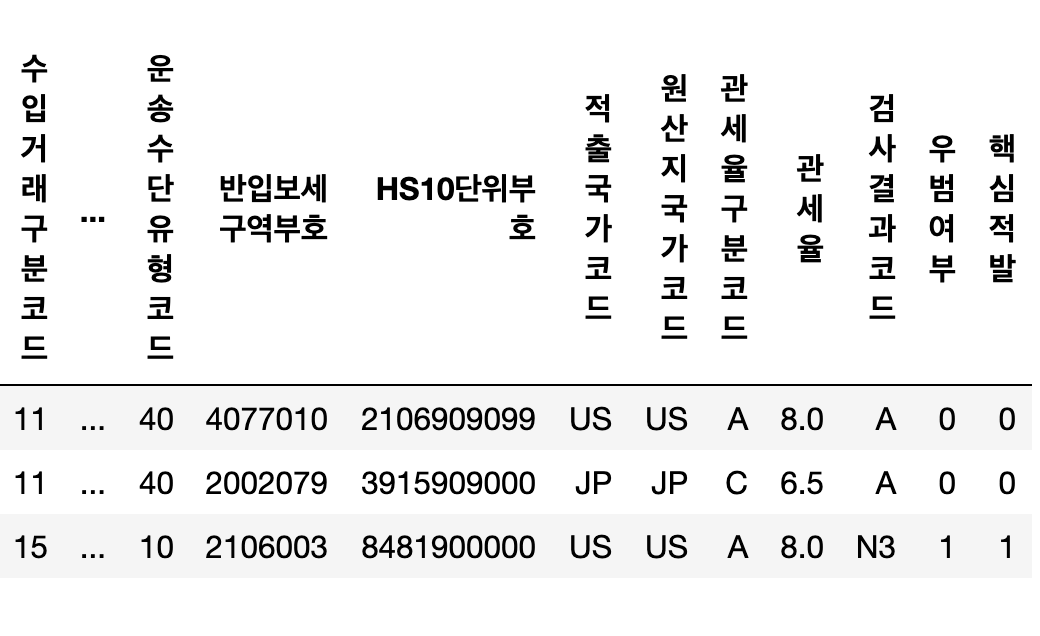 수입거래구분코드 ... 운송수단유형코드 반입보세구역부호 HS10단위부호 적출국가코드 원산지국가코드 관세율구분코드 관세율 검사결과코드 우범여부 핵심적발
11 ... 40 4077010 2106909099 US US A 8.0 A 0 0
11 ... 40 2002079 3915909000 JP JP C 6.5 A 0 0
15 ... 10 2106003 8481900000 US US A 8.0 N3 1 1